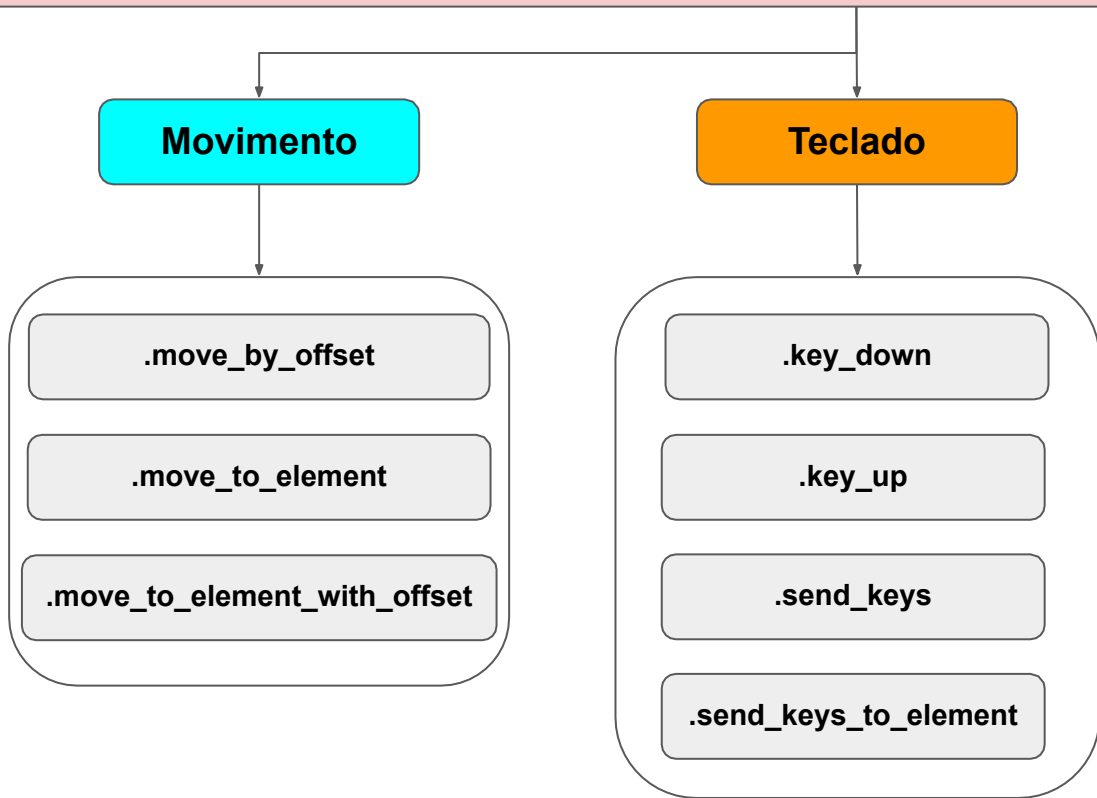 Movimento
Teclado
.move_by_offset
.move_to_element
.move_to_element_with_offset
.key_down
.key_up
.send_keys
.send_keys_to_element